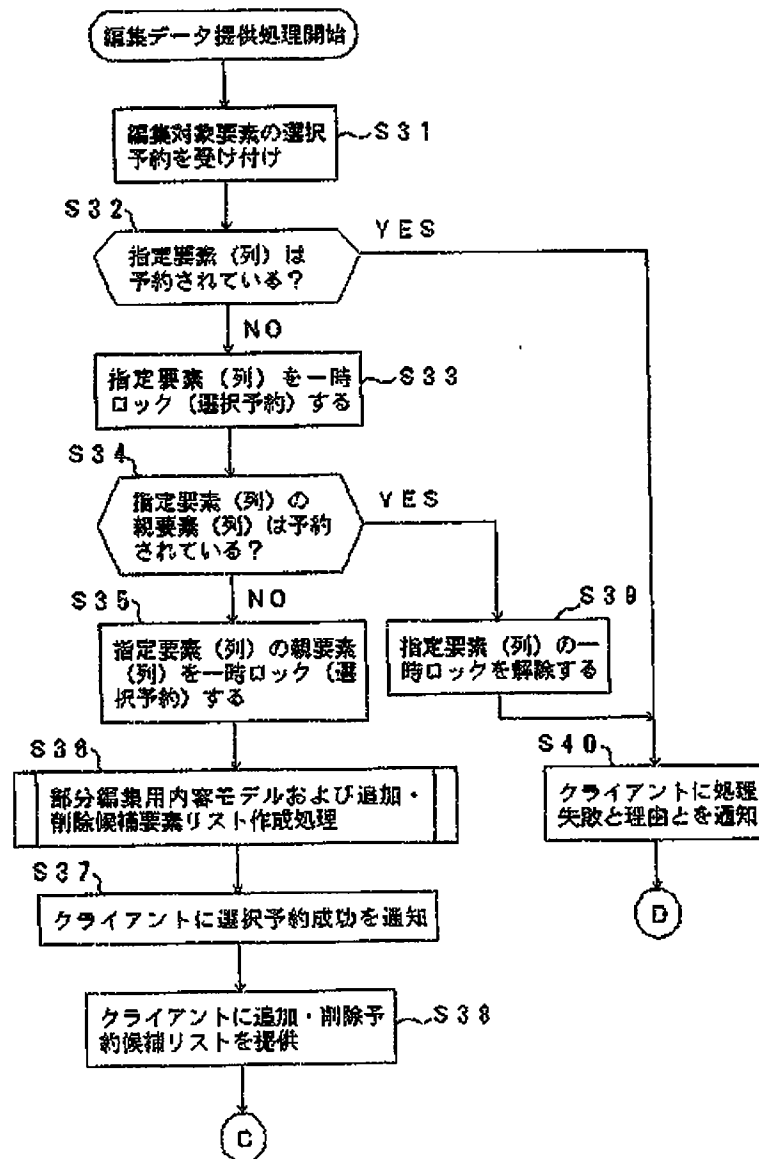 編集データ提供処理開始
編集対象要素の選択
予約を受け付け
S31
S32
指定要素（列）は
予約されている？
YES
NO
指定要素（列）を一時
ロック（選択予約）する
S33
S34
指定要素（列）の
親要素（列）は予約
されている？
YES
NO
S35
指定要素（列）の親要素
（列）を一時ロック（選
択予約）する
S39
指定要素（列）の一
時ロックを解除する
S36
部分編集用内容モデルおよび追加・
削除候補要素リスト作成処理
S40
クライアントに処理
失敗と理由とを通知
D
S37
クライアントに選択予約成功を通知
クライアントに追加・削除予
約候補リストを提供
S38
C